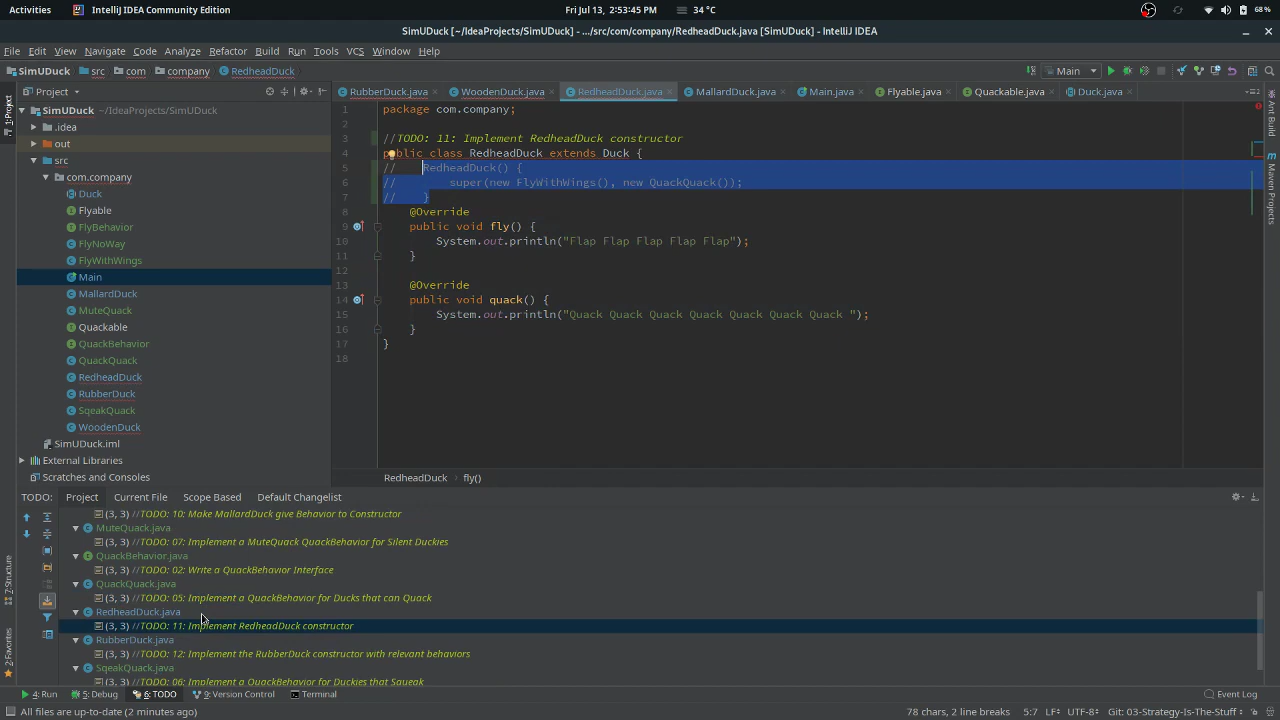 Activities
IntelliJ IDEA Community Edition
Fri Jul 13, 2:53:45 PM
34 °C
68 %
SimUDuck [~/IdeaProjects/SimUDuck] - .../src/com/company/RedheadDuck.java [SimUDuck] - IntelliJ IDEA
File Edit View Navigate Code Analyze Refactor Build Run Tools VCS Window Help
SimUDuck src com company RedheadDuck
Main
Project
RubberDuck.java WoodenDuck.java RedheadDuck.java MallardDuck.java Main.java Flyable.java Quackable.java Duck.java
1: Project
Ant Build
Maven Projects
SimUDuck ~/IdeaProjects/SimUDuck
.idea
out
src
com.company
Duck
Flyable
FlyBehavior
FlyNoWay
FlyWithWings
Main
MallardDuck
MuteQuack
Quackable
QuackBehavior
QuackQuack
RedheadDuck
RubberDuck
SqeakQuack
WoodenDuck
SimUDuck.iml
External Libraries
Scratches and Consoles
1 package com.company;
2
3 //TODO: 11: Implement RedheadDuck constructor
4 public class RedheadDuck extends Duck {
5 // RedheadDuck() {
6 // super(new FlyWithWings(), new QuackQuack());
7 // }
8 @Override
9 public void fly() {
10 System.out.println("Flap Flap Flap Flap Flap");
11 }
12
13 @Override
14 public void quack() {
15 System.out.println("Quack Quack Quack Quack Quack Quack Quack ");
16 }
17 }
18
RedheadDuck fly()
TODO: Project Current File Scope Based Default Changelist
(3, 3) //TODO: 10: Make MallardDuck give Behavior to Constructor
MuteQuack.java
(3, 3) //TODO: 07: Implement a MuteQuack QuackBehavior for Silent Duckies
QuackBehavior.java
(3, 3) //TODO: 02: Write a QuackBehavior Interface
QuackQuack.java
(3, 3) //TODO: 05: Implement a QuackBehavior for Ducks that can Quack
RedheadDuck.java
(3, 3) //TODO: 11: Implement RedheadDuck constructor
RubberDuck.java
(3, 3) //TODO: 12: Implement the RubberDuck constructor with relevant behaviors
SqeakQuack.java
(3, 3) //TODO: 06: Implement a QuackBehavior for Duckies that Squeak
7: Structure
2: Favorites
4: Run 5: Debug 6: TODO 9: Version Control Terminal
Event Log
All files are up-to-date (2 minutes ago)
78 chars, 2 line breaks 5:7 LF÷ UTF-8÷ Git: 03-Strategy-Is-The-Stuff÷